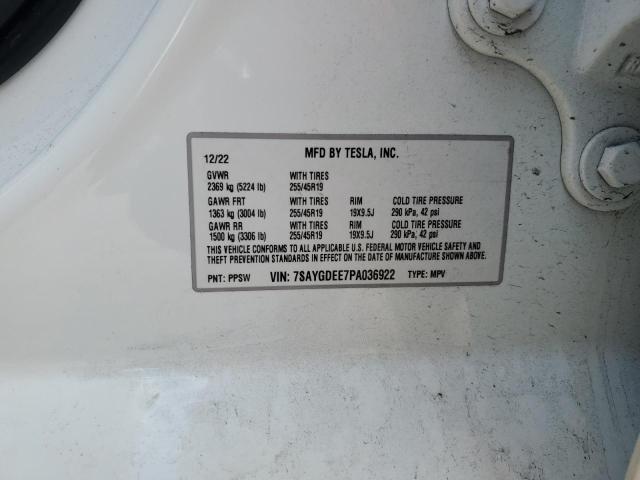 12/22 MFD BY TESLA, INC.
GVWR WITH TIRES
2369 kg (5224 lb) 255/45R19
GAWR FRT WITH TIRES RIM COLD TIRE PRESSURE
1363 kg (3004 lb) 255/45R19 19X9.5J 290 kPa, 42 psi
GAWR RR WITH TIRES RIM COLD TIRE PRESSURE
1500 kg (3306 lb) 255/45R19 19X9.5J 290 kPa, 42 psi
THIS VEHICLE CONFORMS TO ALL APPLICABLE U.S. FEDERAL MOTOR VEHICLE SAFETY AND
THEFT PREVENTION STANDARDS IN EFFECT ON THE DATE OF MANUFACTURE SHOWN ABOVE.
PNT: PPSW VIN: 7SAYGDEE7PA036922 TYPE: MPV